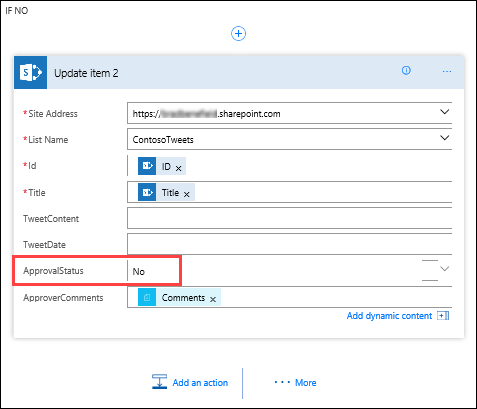 IF NO
Update item 2
* Site Address https:// .sharepoint.com
* List Name ContosoTweets
* Id ID x
* Title Title x
TweetContent
TweetDate
ApprovalStatus No
ApproverComments Comments x
Add dynamic content
Add an action ··· More